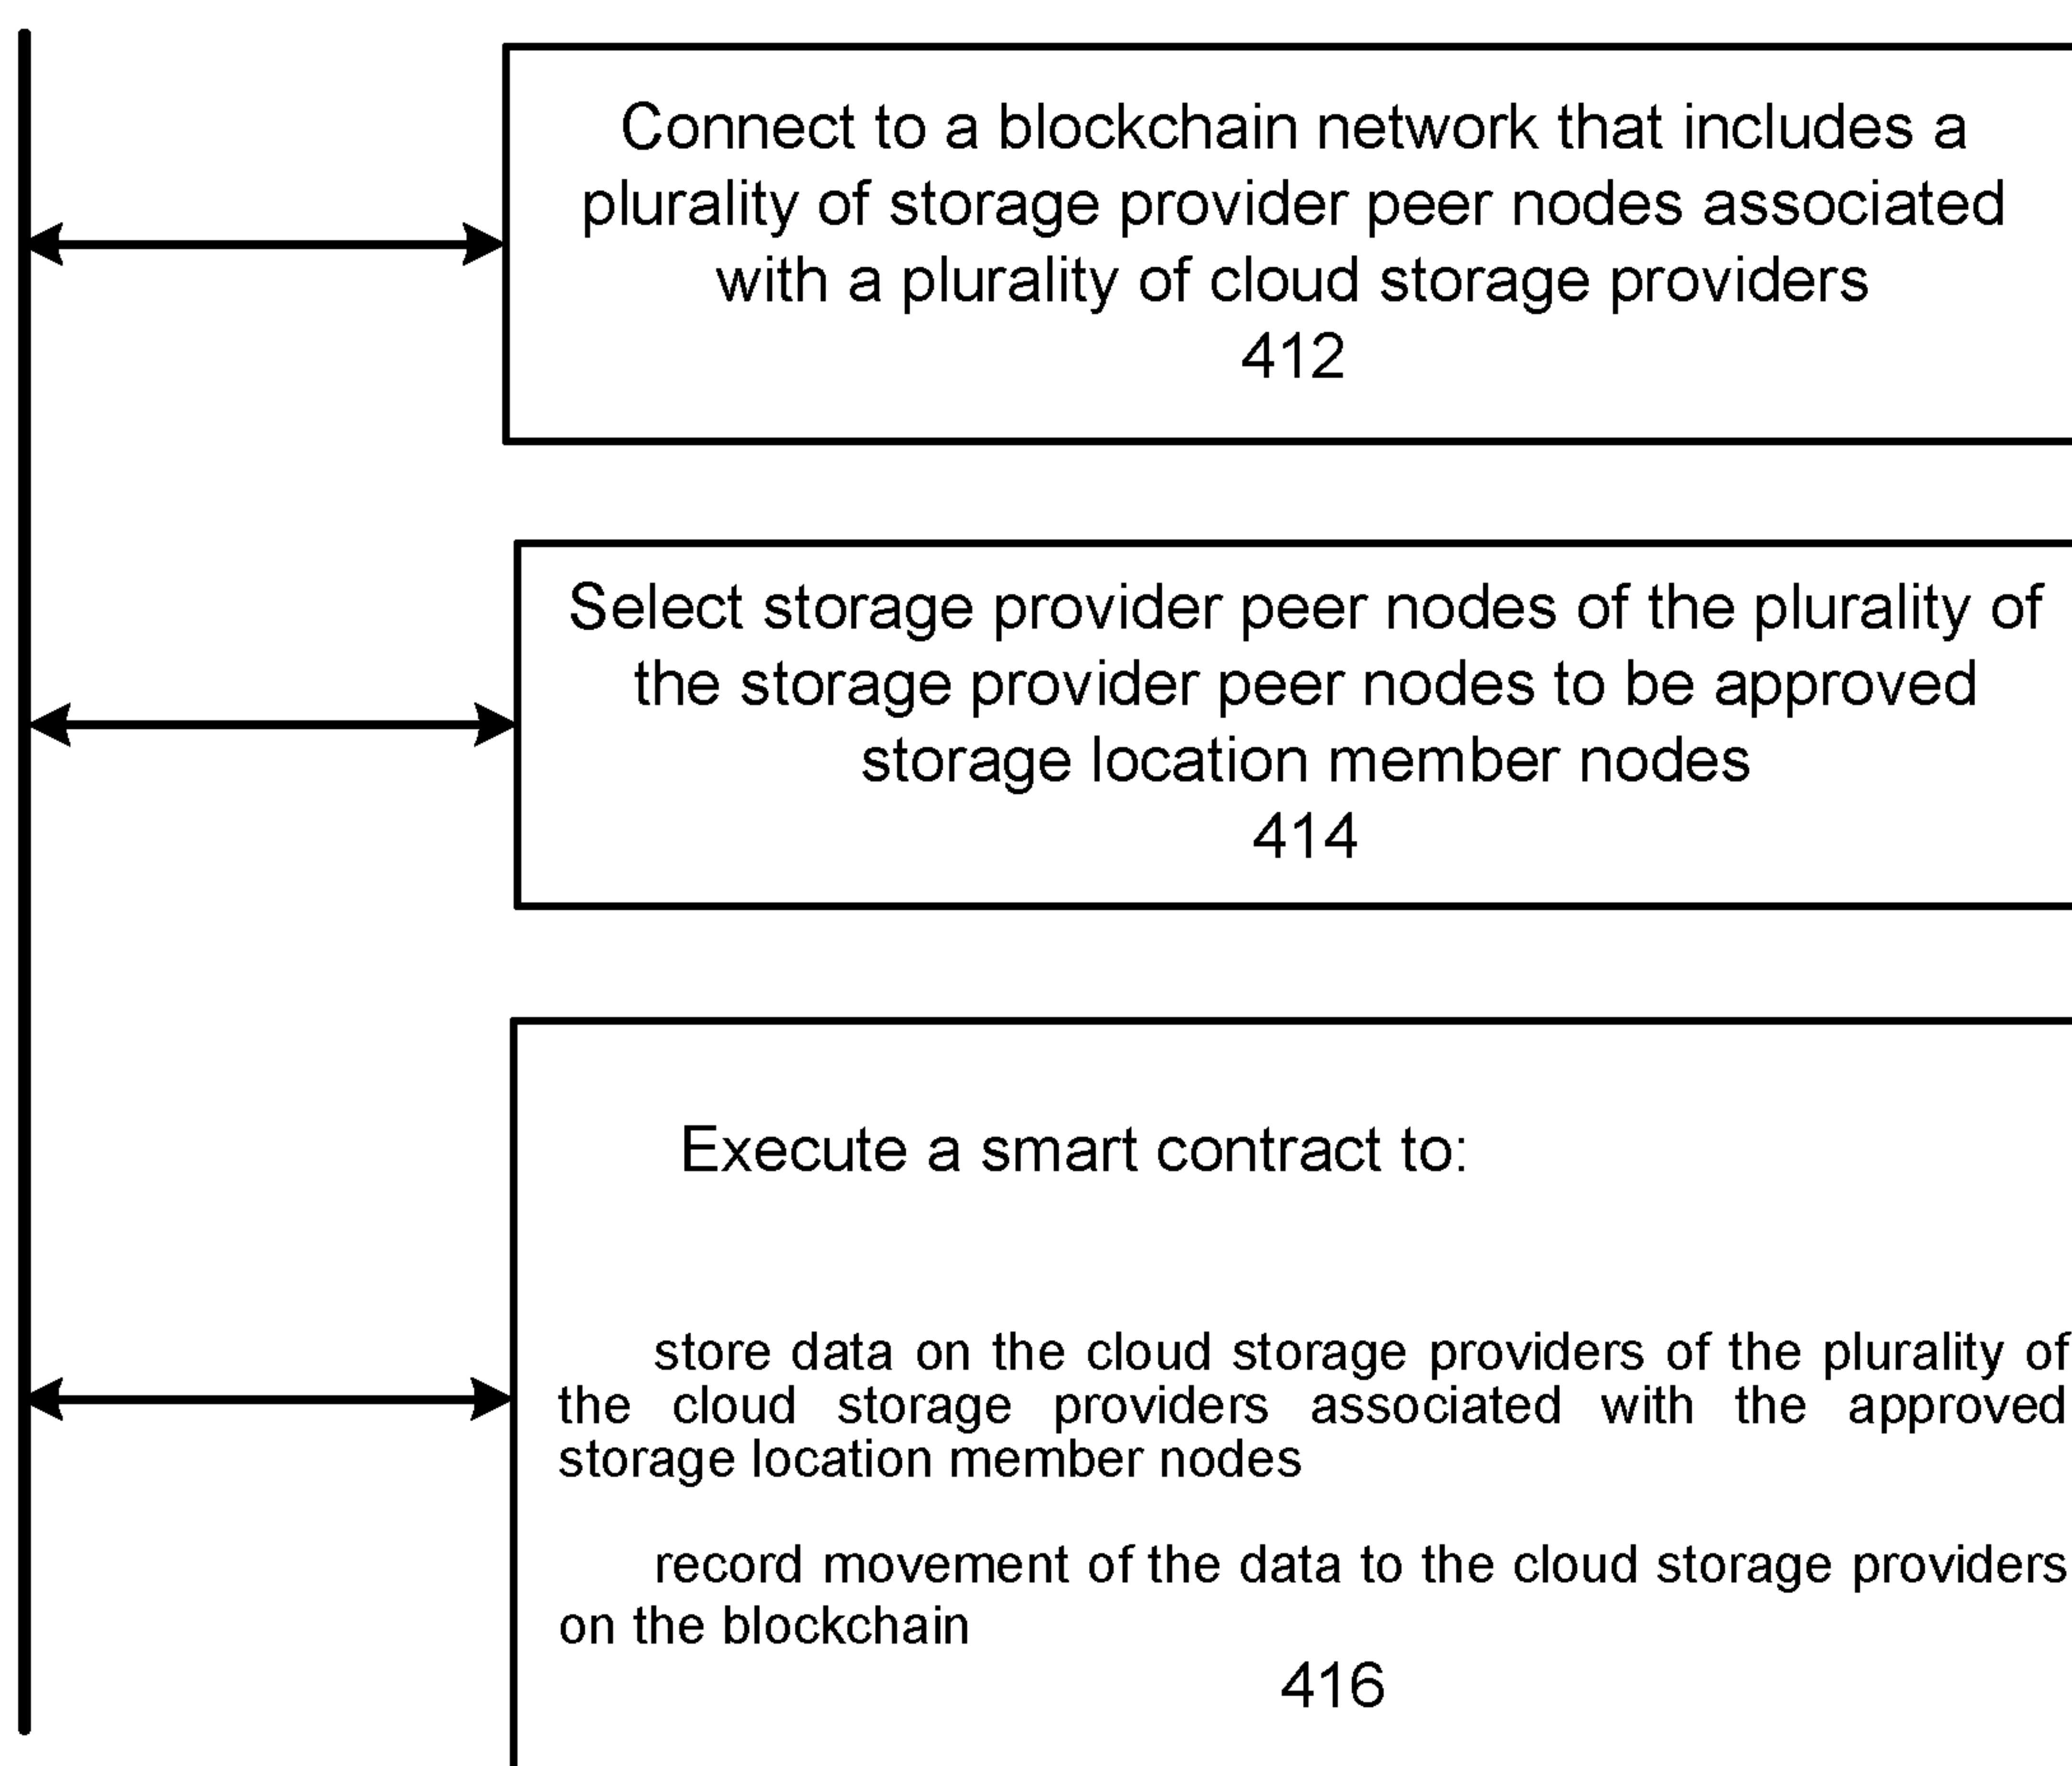 Connect to a blockchain network that includes a
plurality of storage provider peer nodes associated
with a plurality of cloud storage providers
412
Select storage provider peer nodes of the plurality of
the storage provider peer nodes to be approved
storage location member nodes
414
Execute a smart contract to:
store data on the cloud storage providers of the plurality of
the cloud storage providers associated with the approved
storage location member nodes
record movement of the data to the cloud storage providers
on the blockchain
416